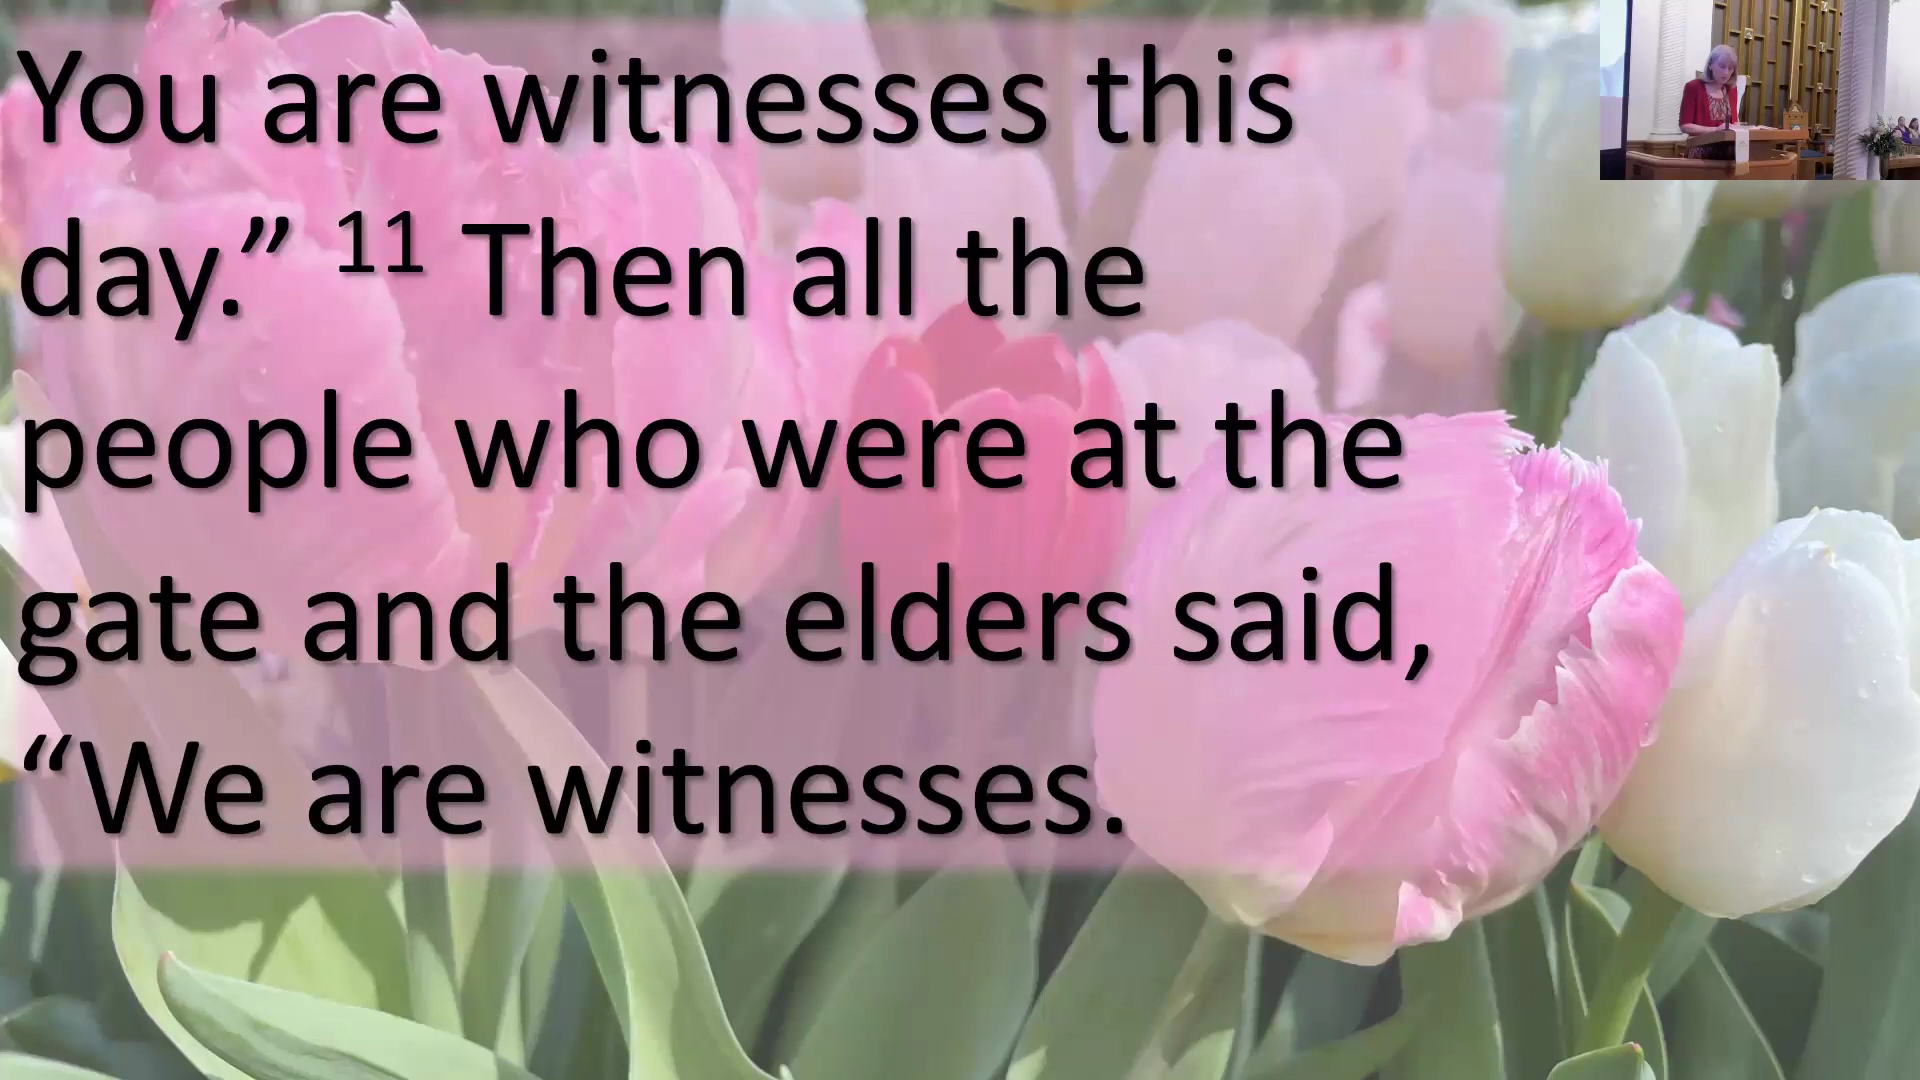 You are witnesses this
day.” ¹¹ Then all the
people who were at the
gate and the elders said,
“We are witnesses.